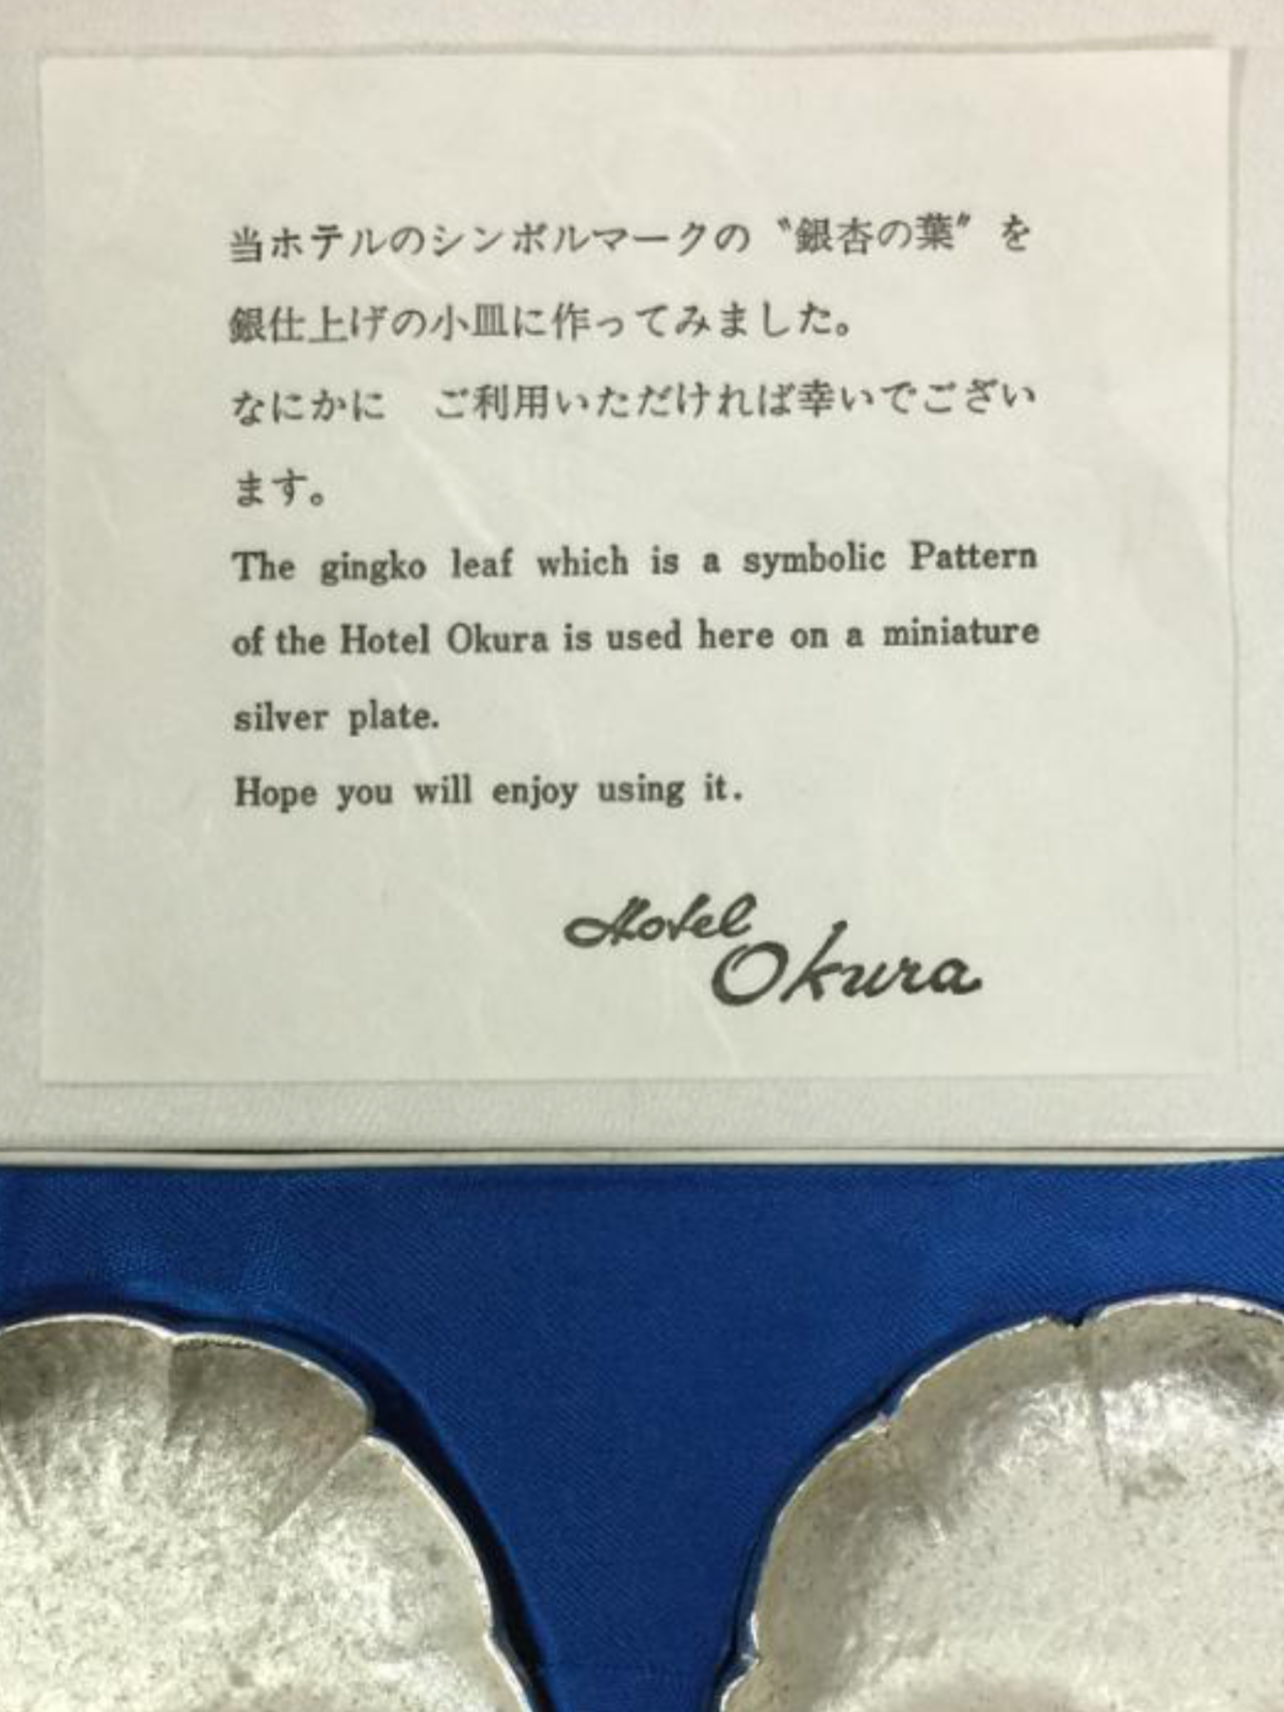 当ホテルのシンボルマークの〝銀杏の葉〞を
銀仕上げの小皿に作ってみました。
なにかに　ご利用いただければ幸いでござい
ます。
The gingko leaf which is a symbolic Pattern
of the Hotel Okura is used here on a miniature
silver plate.
Hope you will enjoy using it.
Hotel
Okura